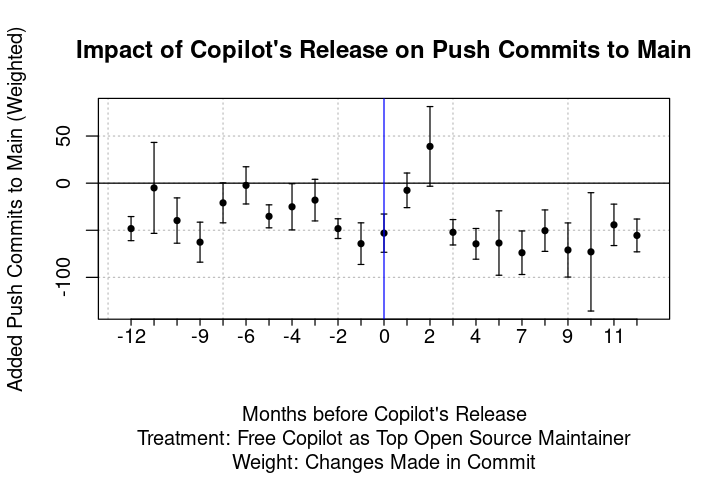 Impact of Copilot's Release on Push Commits to Main
Added Push Commits to Main (Weighted)
50
0
-100
-12 -9 -6 -4 -2 0 2 4 7 9 11
Months before Copilot's Release
Treatment: Free Copilot as Top Open Source Maintainer
Weight: Changes Made in Commit